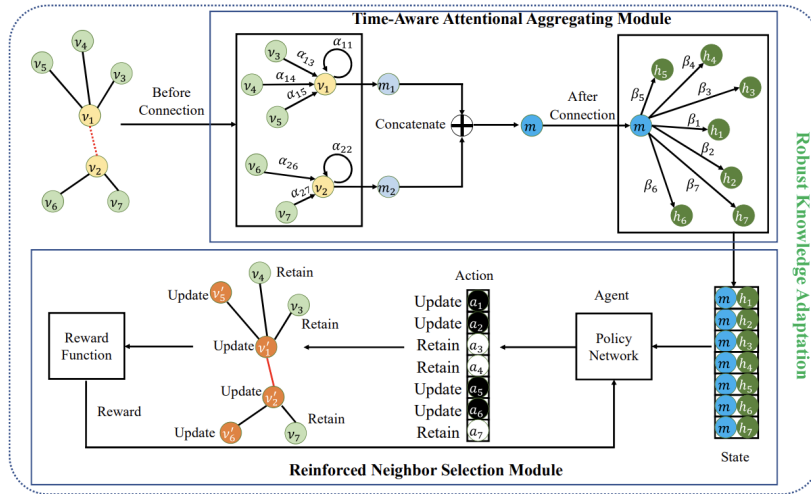 Time-Aware Attentional Aggregating Module
v4
v5
v3
v1
v2
v6
v7
Before
Connection
v3
α13
α11
v4
α14
v1
α15
v5
m1
v6
α26
α22
v7
α27
v2
m2
Concatenate
m
After
Connection
m
β5
h5
β4
h4
β3
h3
β1
h1
β2
h2
β6
h6
β7
h7
Robust Knowledge Adaptation
Reward
Function
Reward
v4
Retain
Update
v′5
v3
Retain
Update
v′1
Update
v′2
Update
v′6
Retain
v7
Action
Update a1
Update a2
Retain a3
Retain a4
Update a5
Update a6
Retain a7
Agent
Policy
Network
m h1
m h2
m h3
m h4
m h5
m h6
m h7
State
Reinforced Neighbor Selection Module